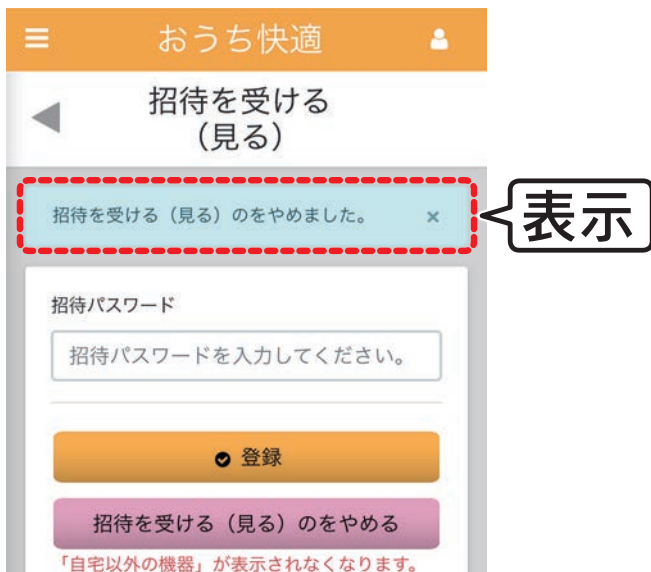 おうち快適
招待を受ける
（見る）
招待を受ける（見る）のをやめました。 ×
表示
招待パスワード
招待パスワードを入力してください。
登録
招待を受ける（見る）のをやめる
「自宅以外の機器」が表示されなくなります。